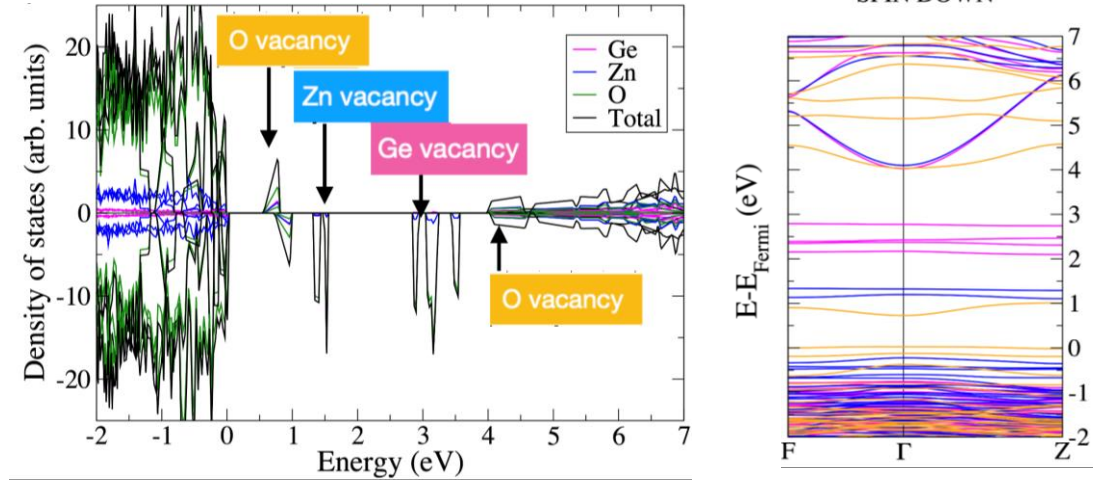 O vacancy
Zn vacancy
Ge vacancy
O vacancy
Ge
Zn
O
Total
Density of states (arb. units)
20
10
0
-10
-20
-2 -1 0 1 2 3 4 5 6 7
Energy (eV)
SPIN DOWN
E-E_Fermi (eV)
7
6
5
4
3
2
1
0
-1
-2
F Γ Z